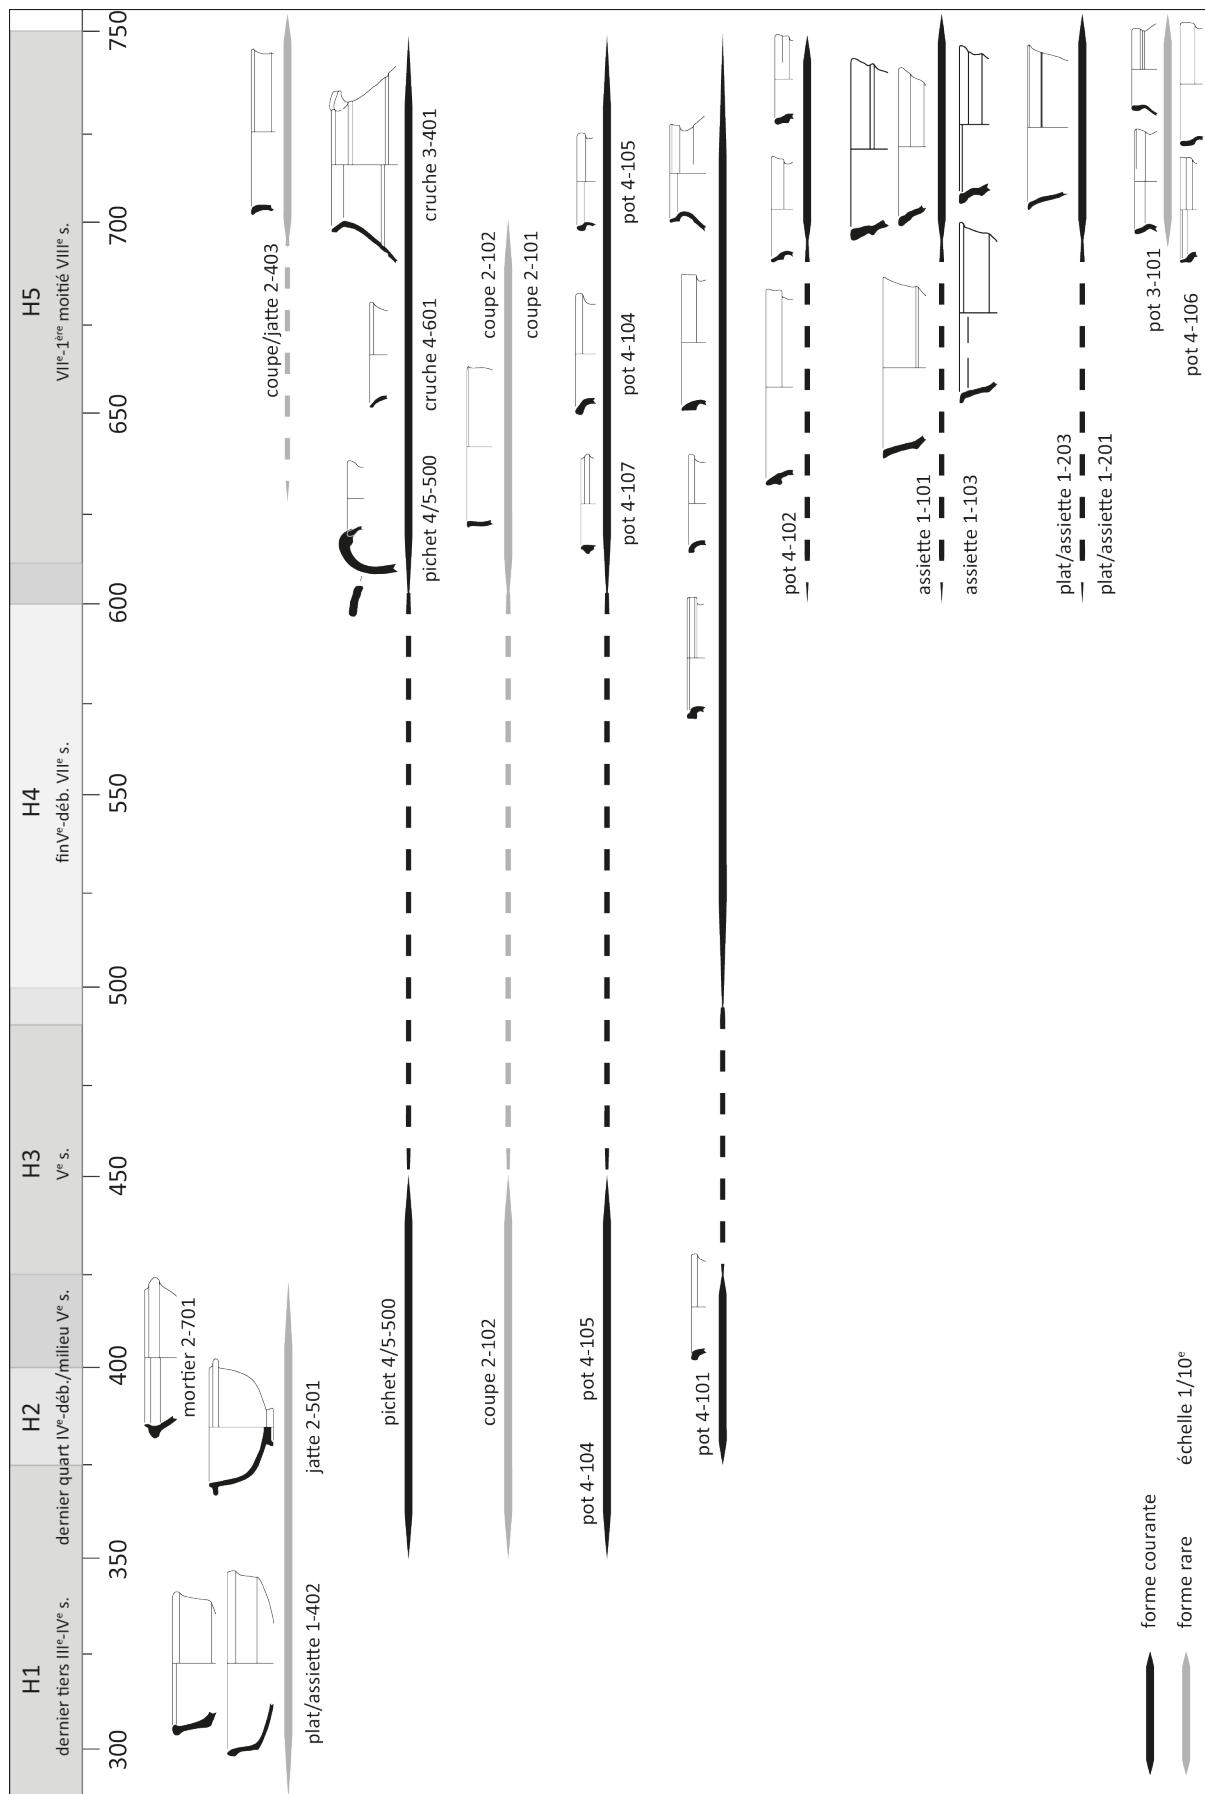 H1
dernier tiers IIIᵉ-IVᵉ s.
H2
dernier quart IVᵉ-déb./milieu Vᵉ s.
H3
Vᵉ s.
H4
finVᵉ-déb. VIIᵉ s.
H5
VIIᵉ-1ᵉʳᵉ moitié VIIIᵉ s.
300
350
400
450
500
550
600
650
700
750
mortier 2-701
coupe/jatte 2-403
plat/assiette 1-402
jatte 2-501
pichet 4/5-500
pichet 4/5-500
cruche 4-601
cruche 3-401
coupe 2-102
coupe 2-102
coupe 2-101
pot 4-104
pot 4-105
pot 4-107
pot 4-104
pot 4-105
pot 4-101
pot 4-102
assiette 1-101
assiette 1-103
plat/assiette 1-203
plat/assiette 1-201
pot 3-101
pot 4-106
forme courante
forme rare
échelle 1/10ᵉ